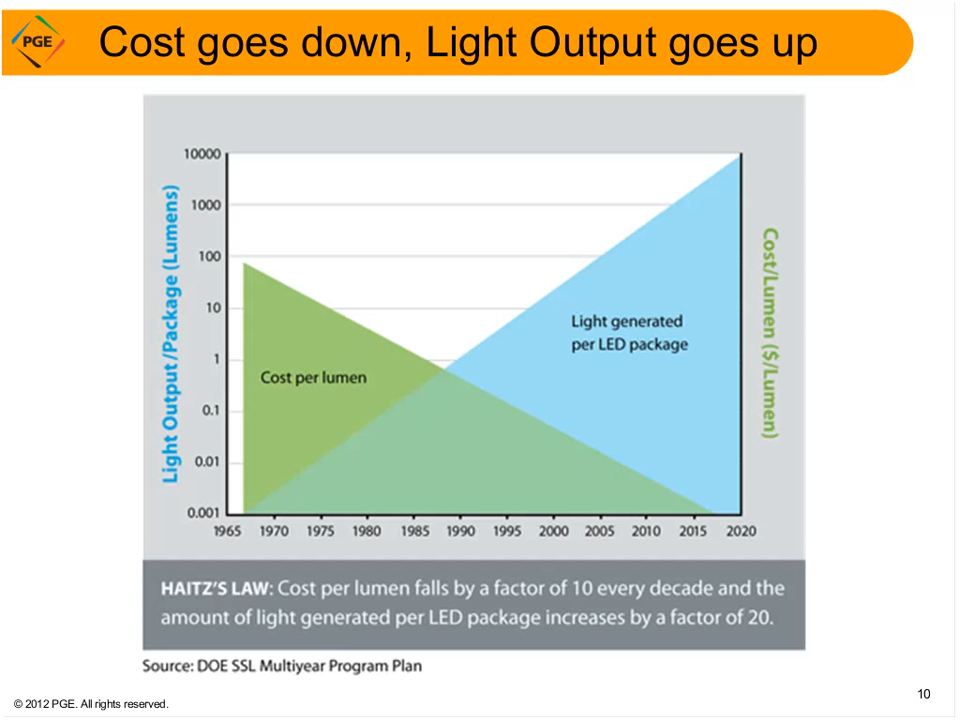 PGE
Cost goes down, Light Output goes up
Light Output/Package (Lumens)
10000
1000
100
10
1
0.1
0.01
0.001
Cost per lumen
Light generated
per LED package
Cost/Lumen ($/Lumen)
1965 1970 1975 1980 1985 1990 1995 2000 2005 2010 2015 2020
HAITZ'S LAW: Cost per lumen falls by a factor of 10 every decade and the
amount of light generated per LED package increases by a factor of 20.
Source: DOE SSL Multiyear Program Plan
© 2012 PGE. All rights reserved.
10